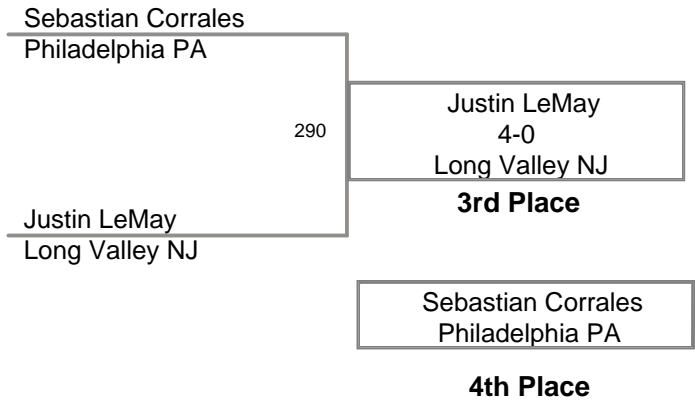 Sebastian Corrales
Philadelphia PA
290
Justin LeMay
4-0
Long Valley NJ
3rd Place
Justin LeMay
Long Valley NJ
Sebastian Corrales
Philadelphia PA
4th Place